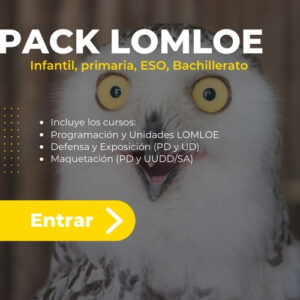 PACK LOMLOE
Infantil, primaria, ESO, Bachillerato
• Incluye los cursos:
• Programación y Unidades LOMLOE
• Defensa y Exposición (PD y UD)
• Maquetación (PD y UUDD/SA)
Entrar